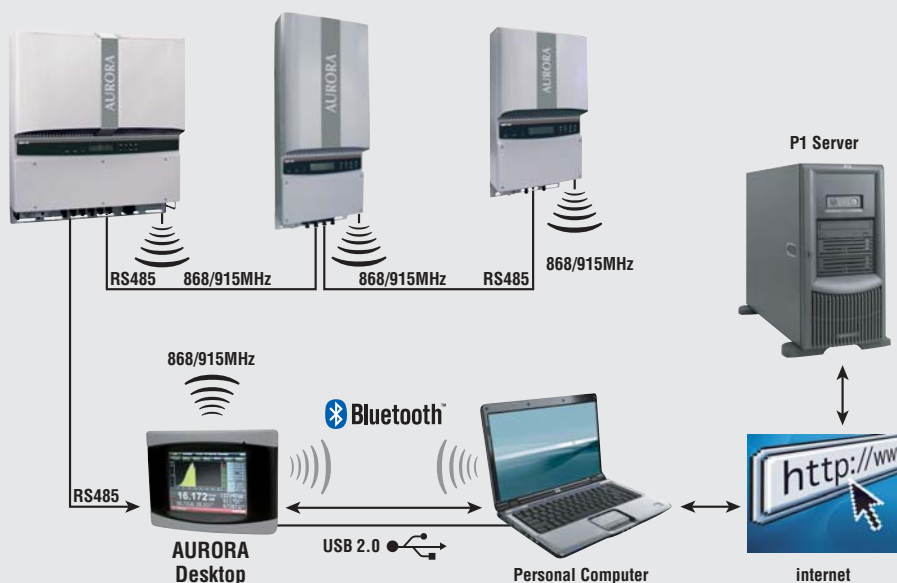 AURORA
AURORA
AURORA
P1 Server
RS485
868/915MHz
868/915MHz
RS485
868/915MHz
868/915MHz
Bluetooth™
16.172
RS485
AURORA
Desktop
USB 2.0
Personal Computer
http://ww
internet